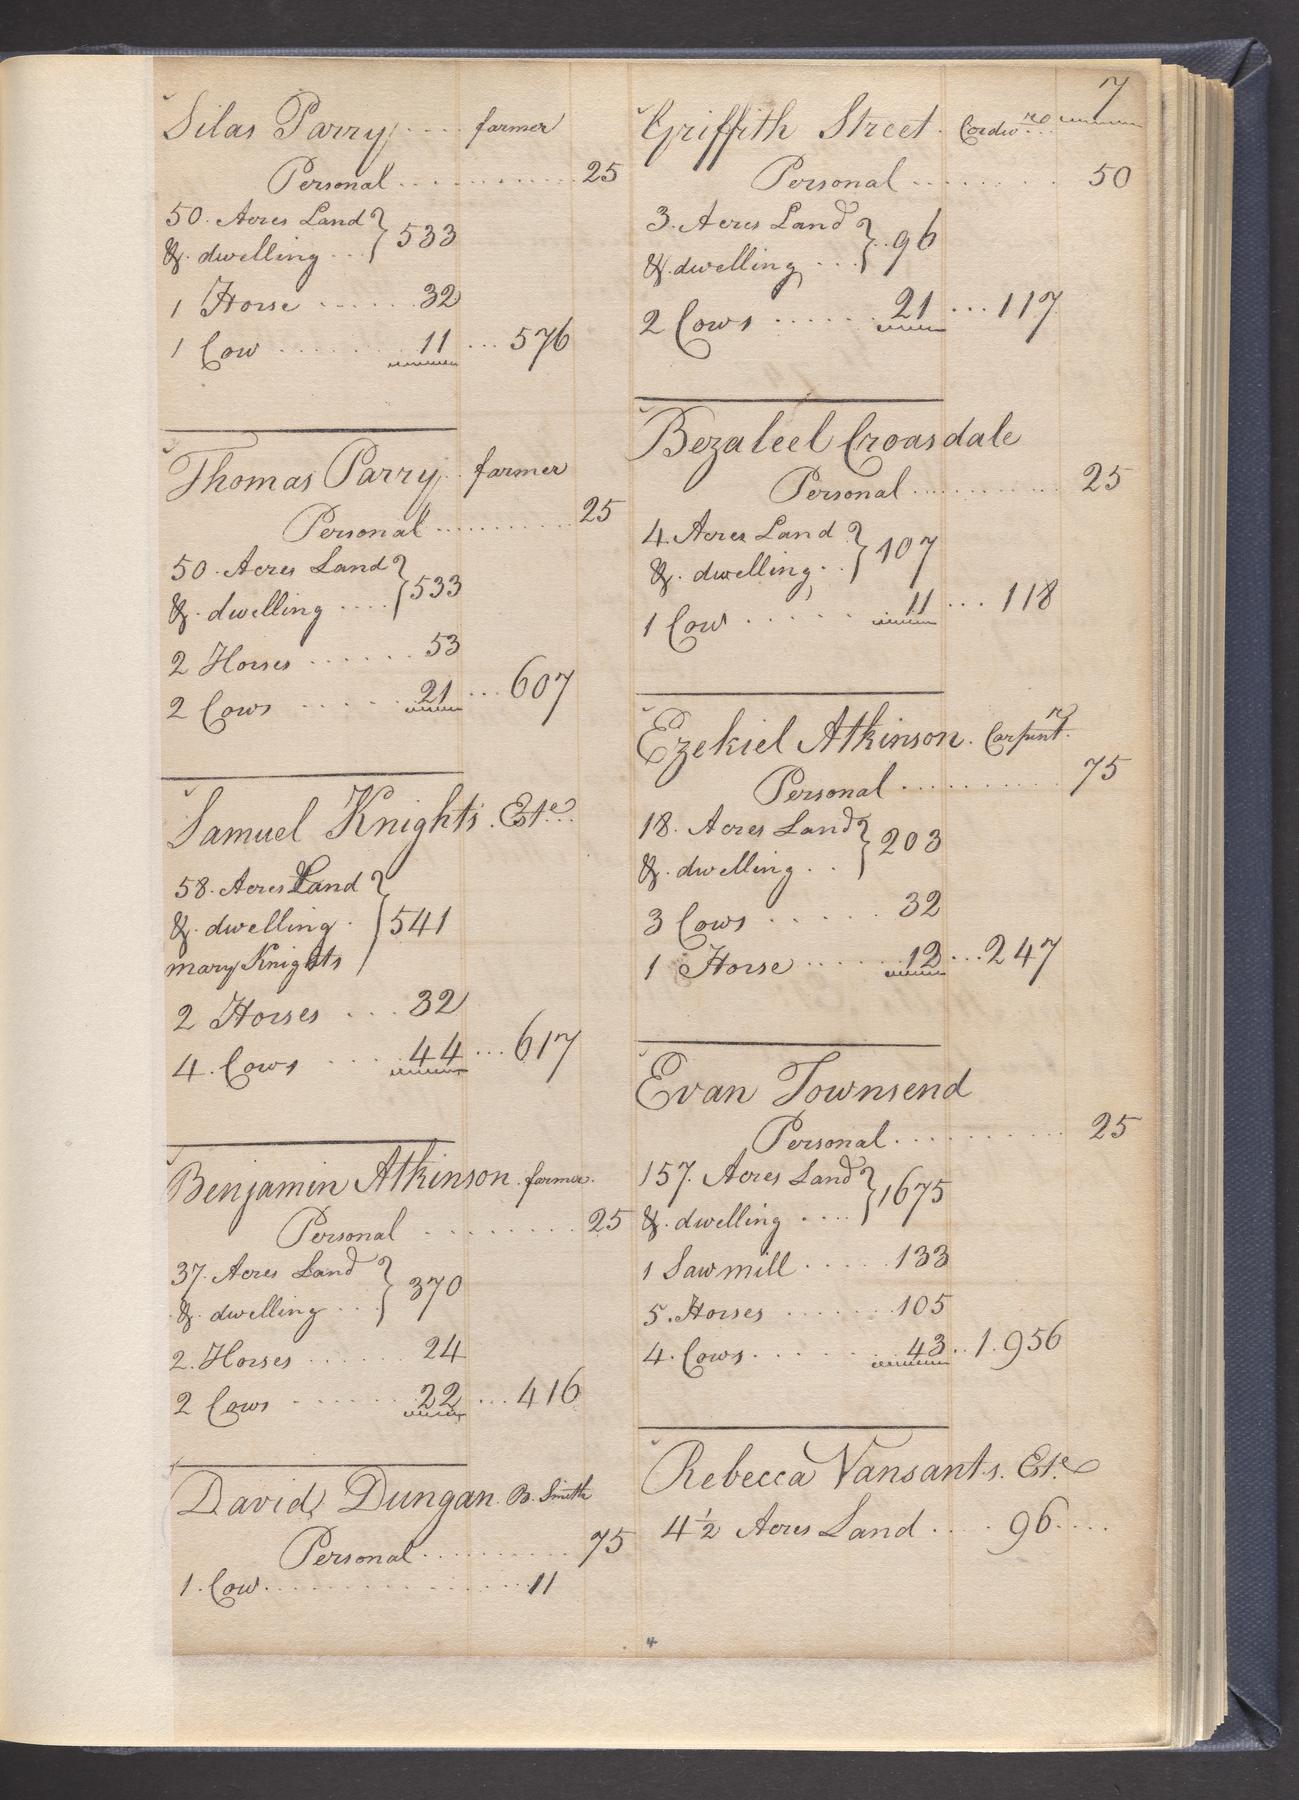 7
Silas Parry .... farmer
Personal ............ 25
50. Acres Land
&. dwelling ... } 533
1 Horse ...... 32
1 Cow ........ 11 ... 576
Thomas Parry .. farmer
Personal .......... 25
50. Acres Land
&. dwelling .... } 533
2 Horses ...... 53
2 Cows ..... 21 ... 607
Samuel Knights. Este..
58. Acres Land
&. dwelling . } 541
mary Knights
2 Horses ... 32
4. Cows .... 44 ... 617
Benjamin Atkinson. farmer.
Personal ........ 25
37. Acres Land
&. dwelling ... } 370
2. Horses ...... 24
2 Cows ...... 22 ... 416
David Dungan. B. Smith
Personal .......... 75
1. Cow .................. 11
Griffith Street. Cordwnr
Personal ........ 50
3. Acres Land
&. dwelling ... } 96
2 Cows ...... 21 ... 117
Bezaleel Croasdale
Personal .......... 25
4. Acres Land
&. dwelling. . } 107
1 Cow ...... 11 ... 118
Ezekiel Atkinson. Carpintr.
Personal .......... 75
18. Acres Land
&. dwelling . . } 203
3 Cows ..... 32
1 Horse ...... 12 ... 247
Evan Townsend
Personal .......... 25
157. Acres Land
&. dwelling .... } 1675
1 Sawmill ..... 133
5. Horses ....... 105
4. Cows ........ 43 .. 1.956
Rebecca Vansants. Este
4 1/2 Acres Land .... 96 ....
4